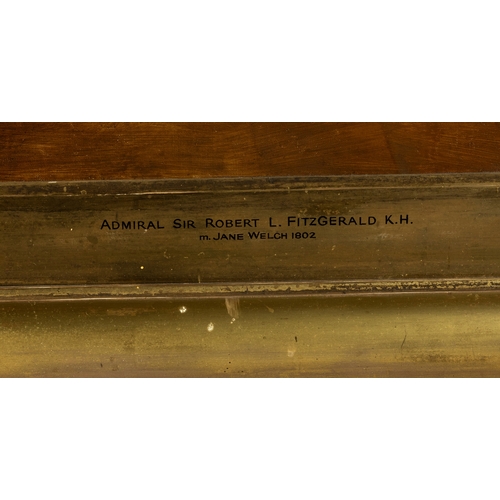 ADMIRAL SIR ROBERT L. FITZGERALD K.H.
m. JANE WELCH 1802